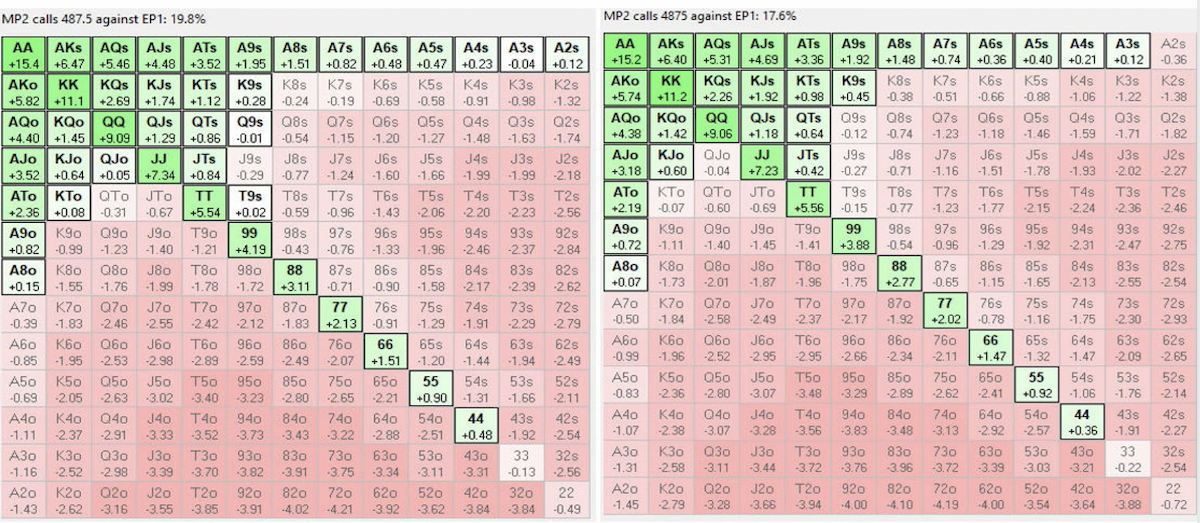 MP2 calls 487.5 against EP1: 19.8%
AA AKs AQs AJs ATs A9s A8s A7s A6s A5s A4s A3s A2s
+15.4 +6.47 +5.46 +4.48 +3.52 +1.95 +1.51 +0.82 +0.48 +0.47 +0.23 -0.04 +0.12
AKo KK KQs KJs KTs K9s K8s K7s K6s K5s K4s K3s K2s
+5.82 +11.1 +2.69 +1.74 +1.12 +0.28 -0.24 -0.19 -0.69 -0.58 -0.91 -0.98 -1.32
AQo KQo QQ QJs QTs Q9s Q8s Q7s Q6s Q5s Q4s Q3s Q2s
+4.40 +1.45 +9.09 +1.29 +0.86 -0.01 -0.54 -1.15 -1.20 -1.27 -1.48 -1.63 -1.74
AJo KJo QJo JJ JTs J9s J8s J7s J6s J5s J4s J3s J2s
+3.52 +0.64 +0.05 +7.34 +0.84 -0.29 -0.77 -1.24 -1.60 -1.66 -1.99 -1.99 -2.18
ATo KTo QTo JTo TT T9s T8s T7s T6s T5s T4s T3s T2s
+2.36 +0.08 -0.31 -0.67 +5.54 +0.02 -0.59 -0.96 -1.43 -2.06 -2.20 -2.23 -2.56
A9o K9o Q9o J9o T9o 99 98s 97s 96s 95s 94s 93s 92s
+0.82 -0.99 -1.23 -1.40 -1.21 +4.19 -0.43 -0.76 -1.33 -1.96 -2.46 -2.37 -2.84
A8o K8o Q8o J8o T8o 98o 88 87s 86s 85s 84s 83s 82s
+0.15 -1.55 -1.76 -1.99 -1.78 -1.72 +3.11 -0.71 -0.90 -1.58 -2.17 -2.39 -2.62
A7o K7o Q7o J7o T7o 97o 87o 77 76s 75s 74s 73s 72s
-0.39 -1.83 -2.46 -2.55 -2.42 -2.12 -1.83 +2.13 -0.91 -1.29 -1.91 -2.29 -2.79
A6o K6o Q6o J6o T6o 96o 86o 76o 66 65s 64s 63s 62s
-0.85 -1.95 -2.53 -2.98 -2.89 -2.59 -2.49 -2.07 +1.51 -1.20 -1.44 -1.94 -2.49
A5o K5o Q5o J5o T5o 95o 85o 75o 65o 55 54s 53s 52s
-0.69 -2.05 -2.63 -3.02 -3.40 -3.23 -2.80 -2.65 -2.21 +0.90 -1.31 -1.66 -2.11
A4o K4o Q4o J4o T4o 94o 84o 74o 64o 54o 44 43s 42s
-1.11 -2.37 -2.91 -3.33 -3.52 -3.73 -3.43 -3.22 -2.88 -2.51 +0.48 -1.92 -2.54
A3o K3o Q3o J3o T3o 93o 83o 73o 63o 53o 43o 33 32s
-1.16 -2.52 -2.98 -3.39 -3.70 -3.82 -3.91 -3.75 -3.34 -3.11 -3.31 -0.13 -2.56
A2o K2o Q2o J2o T2o 92o 82o 72o 62o 52o 42o 32o 22
-1.43 -2.62 -3.16 -3.55 -3.85 -3.91 -4.02 -4.21 -3.92 -3.62 -3.84 -3.84 -0.49
MP2 calls 4875 against EP1: 17.6%
AA AKs AQs AJs ATs A9s A8s A7s A6s A5s A4s A3s A2s
+15.2 +6.40 +5.31 +4.69 +3.36 +1.92 +1.48 +0.74 +0.36 +0.40 +0.21 +0.12 -0.36
AKo KK KQs KJs KTs K9s K8s K7s K6s K5s K4s K3s K2s
+5.74 +11.2 +2.26 +1.92 +0.98 +0.45 -0.38 -0.51 -0.66 -0.88 -1.06 -1.22 -1.38
AQo KQo QQ QJs QTs Q9s Q8s Q7s Q6s Q5s Q4s Q3s Q2s
+4.38 +1.42 +9.06 +1.18 +0.64 -0.12 -0.74 -1.23 -1.18 -1.46 -1.59 -1.71 -1.82
AJo KJo QJo JJ JTs J9s J8s J7s J6s J5s J4s J3s J2s
+3.18 +0.60 -0.04 +7.23 +0.42 -0.27 -0.71 -1.16 -1.51 -1.78 -1.93 -2.02 -2.27
ATo KTo QTo JTo TT T9s T8s T7s T6s T5s T4s T3s T2s
+2.19 -0.07 -0.60 -0.69 +5.56 -0.15 -0.77 -1.23 -1.77 -2.15 -2.24 -2.36 -2.46
A9o K9o Q9o J9o T9o 99 98s 97s 96s 95s 94s 93s 92s
+0.72 -1.11 -1.40 -1.45 -1.41 +3.88 -0.54 -0.96 -1.29 -1.92 -2.31 -2.47 -2.75
A8o K8o Q8o J8o T8o 98o 88 87s 86s 85s 84s 83s 82s
+0.07 -1.73 -2.01 -1.87 -1.96 -1.75 +2.77 -0.65 -1.15 -1.65 -2.13 -2.55 -2.54
A7o K7o Q7o J7o T7o 97o 87o 77 76s 75s 74s 73s 72s
-0.50 -1.84 -2.58 -2.49 -2.37 -2.17 -1.92 +2.02 -0.78 -1.16 -1.75 -2.30 -2.93
A6o K6o Q6o J6o T6o 96o 86o 76o 66 65s 64s 63s 62s
-0.99 -1.96 -2.52 -2.95 -2.95 -2.66 -2.34 -2.11 +1.47 -1.32 -1.47 -2.09 -2.65
A5o K5o Q5o J5o T5o 95o 85o 75o 65o 55 54s 53s 52s
-0.83 -2.36 -2.80 -3.07 -3.48 -3.29 -2.89 -2.62 -2.41 +0.92 -1.06 -1.76 -2.14
A4o K4o Q4o J4o T4o 94o 84o 74o 64o 54o 44 43s 42s
-1.07 -2.38 -3.07 -3.28 -3.56 -3.83 -3.48 -3.13 -2.92 -2.57 +0.36 -1.91 -2.27
A3o K3o Q3o J3o T3o 93o 83o 73o 63o 53o 43o 33 32s
-1.31 -2.58 -3.11 -3.44 -3.72 -3.76 -3.96 -3.72 -3.39 -3.03 -3.21 -0.22 -2.54
A2o K2o Q2o J2o T2o 92o 82o 72o 62o 52o 42o 32o 22
-1.45 -2.79 -3.28 -3.66 -3.94 -4.00 -4.10 -4.19 -4.00 -3.54 -3.64 -3.88 -0.72